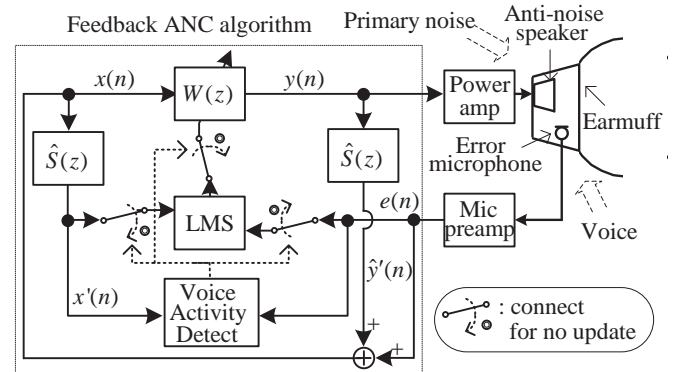 Feedback ANC algorithm
Primary noise
Anti-noise
speaker
x(n)
W(z)
y(n)
Power
amp
Earmuff
Ŝ(z)
Ŝ(z)
Error
microphone
LMS
e(n)
Mic
preamp
Voice
x'(n)
Voice
Activity
Detect
ŷ'(n)
+
+
: connect
for no update